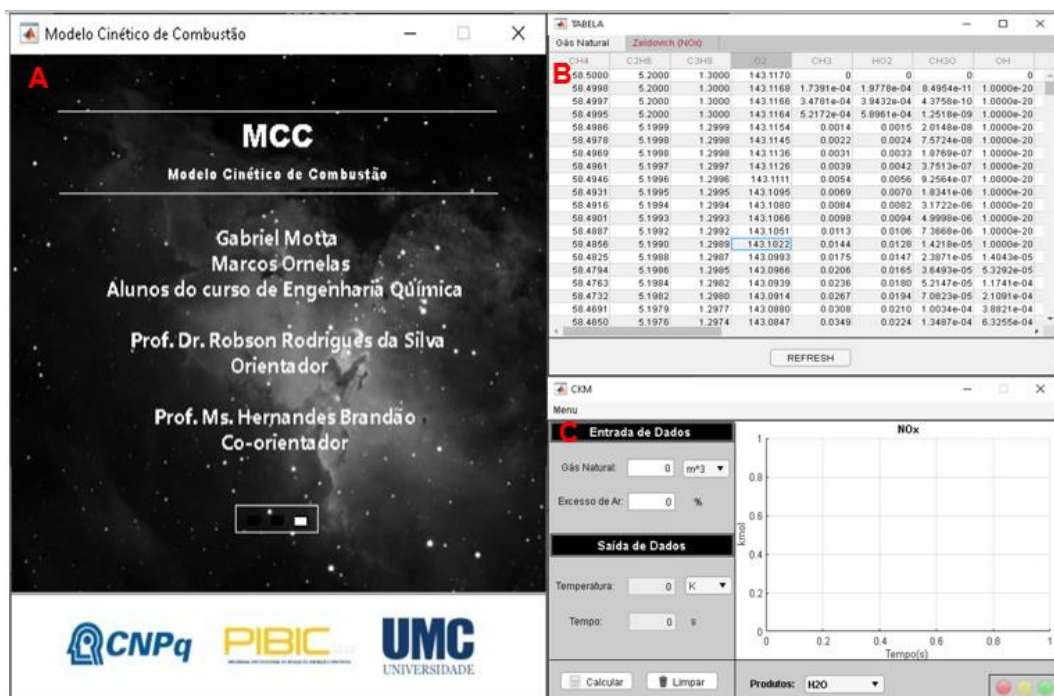 Modelo Cinético de Combustão
A
MCC
Modelo Cinético de Combustão
Gabriel Motta
Marcos Ornelas
Alunos do curso de Engenharia Química
Prof. Dr. Robson Rodrigues da Silva
Orientador
Prof. Ms. Hernandes Brandão
Co-orientador
CNPq
PIBIC
UMC
UNIVERSIDADE
TABELA
Gás Natural Zeldovich (NOx)
B
CH4 C2H6 C3H8 O2 CH3 HO2 CH3O OH
58.5000 5.2000 1.3000 143.1170 0 0 0 0
58.4998 5.2000 1.3000 143.1168 1.7391e-04 1.9778e-04 8.4954e-11 1.0000e-20
58.4997 5.2000 1.3000 143.1166 3.4781e-04 3.9432e-04 4.3758e-10 1.0000e-20
58.4995 5.2000 1.3000 143.1164 5.2172e-04 5.8961e-04 1.2518e-09 1.0000e-20
58.4986 5.1999 1.2999 143.1154 0.0014 0.0015 2.0148e-08 1.0000e-20
58.4978 5.1998 1.2998 143.1145 0.0022 0.0024 7.5724e-08 1.0000e-20
58.4969 5.1998 1.2998 143.1136 0.0031 0.0033 1.8769e-07 1.0000e-20
58.4961 5.1997 1.2997 143.1126 0.0039 0.0042 3.7513e-07 1.0000e-20
58.4946 5.1996 1.2996 143.1111 0.0054 0.0056 9.2564e-07 1.0000e-20
58.4931 5.1995 1.2995 143.1095 0.0069 0.0070 1.8341e-06 1.0000e-20
58.4916 5.1994 1.2994 143.1080 0.0084 0.0082 3.1722e-06 1.0000e-20
58.4901 5.1993 1.2993 143.1066 0.0098 0.0094 4.9998e-06 1.0000e-20
58.4887 5.1992 1.2992 143.1051 0.0113 0.0106 7.3668e-06 1.0000e-20
58.4856 5.1990 1.2989 143.1022 0.0144 0.0128 1.4218e-05 1.0000e-20
58.4825 5.1988 1.2987 143.0993 0.0175 0.0147 2.3871e-05 1.4043e-05
58.4794 5.1986 1.2985 143.0966 0.0206 0.0165 3.6493e-05 5.3292e-05
58.4763 5.1984 1.2982 143.0939 0.0236 0.0180 5.2147e-05 1.1741e-04
58.4732 5.1982 1.2980 143.0914 0.0267 0.0194 7.0823e-05 2.1091e-04
58.4691 5.1979 1.2977 143.0880 0.0308 0.0210 1.0034e-04 3.8821e-04
58.4650 5.1976 1.2974 143.0847 0.0349 0.0224 1.3487e-04 6.3255e-04
REFRESH
CKM
Menu
C
Entrada de Dados
Gás Natural: 0 m^3
Excesso de Ar: 0 %
Saída de Dados
Temperatura: 0 K
Tempo: 0 s
Calcular Limpar
NOx
1
0.8
0.6
kmol
0.4
0.2
0
0 0.2 0.4 0.6 0.8 1
Tempo(s)
Produtos: H2O